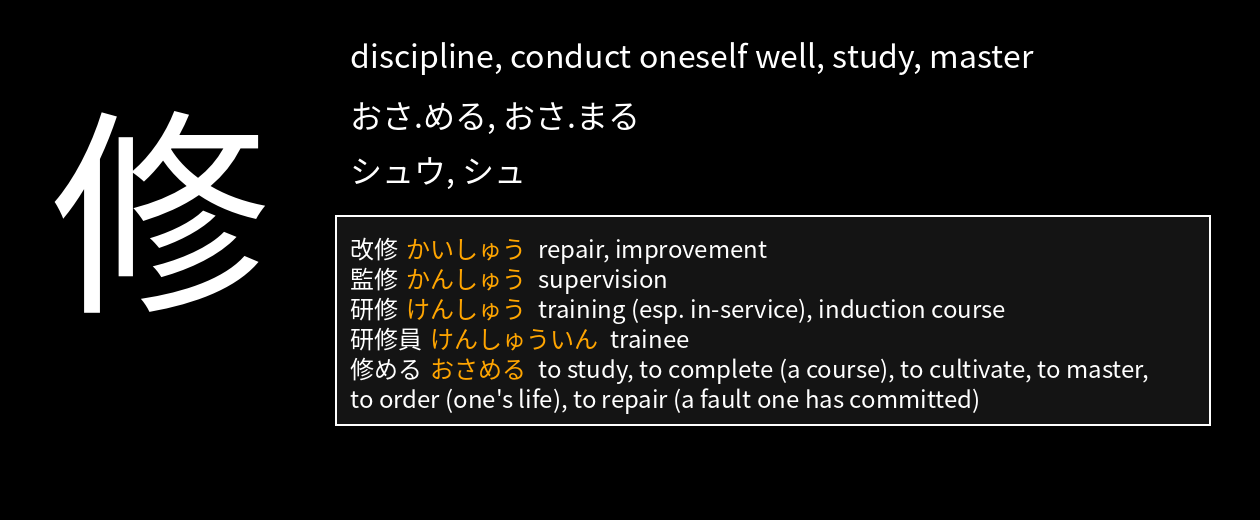 修
discipline, conduct oneself well, study, master
おさ.める, おさ.まる
シュウ, シュ
改修 かいしゅう repair, improvement
監修 かんしゅう supervision
研修 けんしゅう training (esp. in-service), induction course
研修員 けんしゅういん trainee
修める おさめる to study, to complete (a course), to cultivate, to master,
to order (one's life), to repair (a fault one has committed)